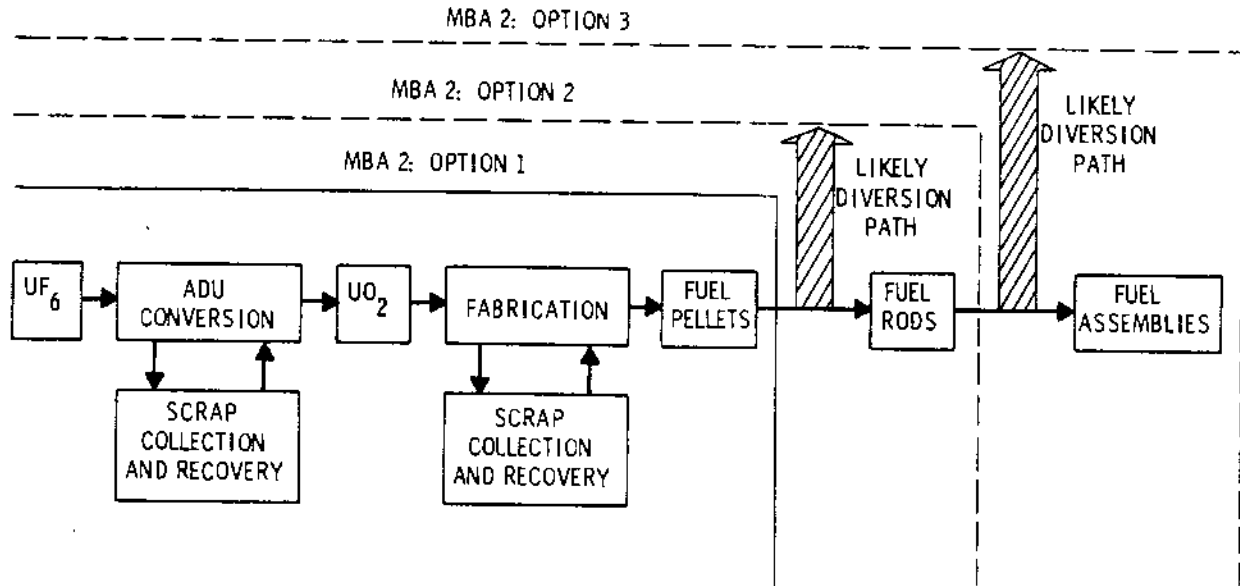 MBA 2: OPTION 3
MBA 2: OPTION 2
MBA 2: OPTION 1
LIKELY
DIVERSION
PATH
LIKELY
DIVERSION
PATH
UF6
ADU
CONVERSION
UO2
FABRICATION
FUEL
PELLETS
FUEL
RODS
FUEL
ASSEMBLIES
SCRAP
COLLECTION
AND RECOVERY
SCRAP
COLLECTION
AND RECOVERY